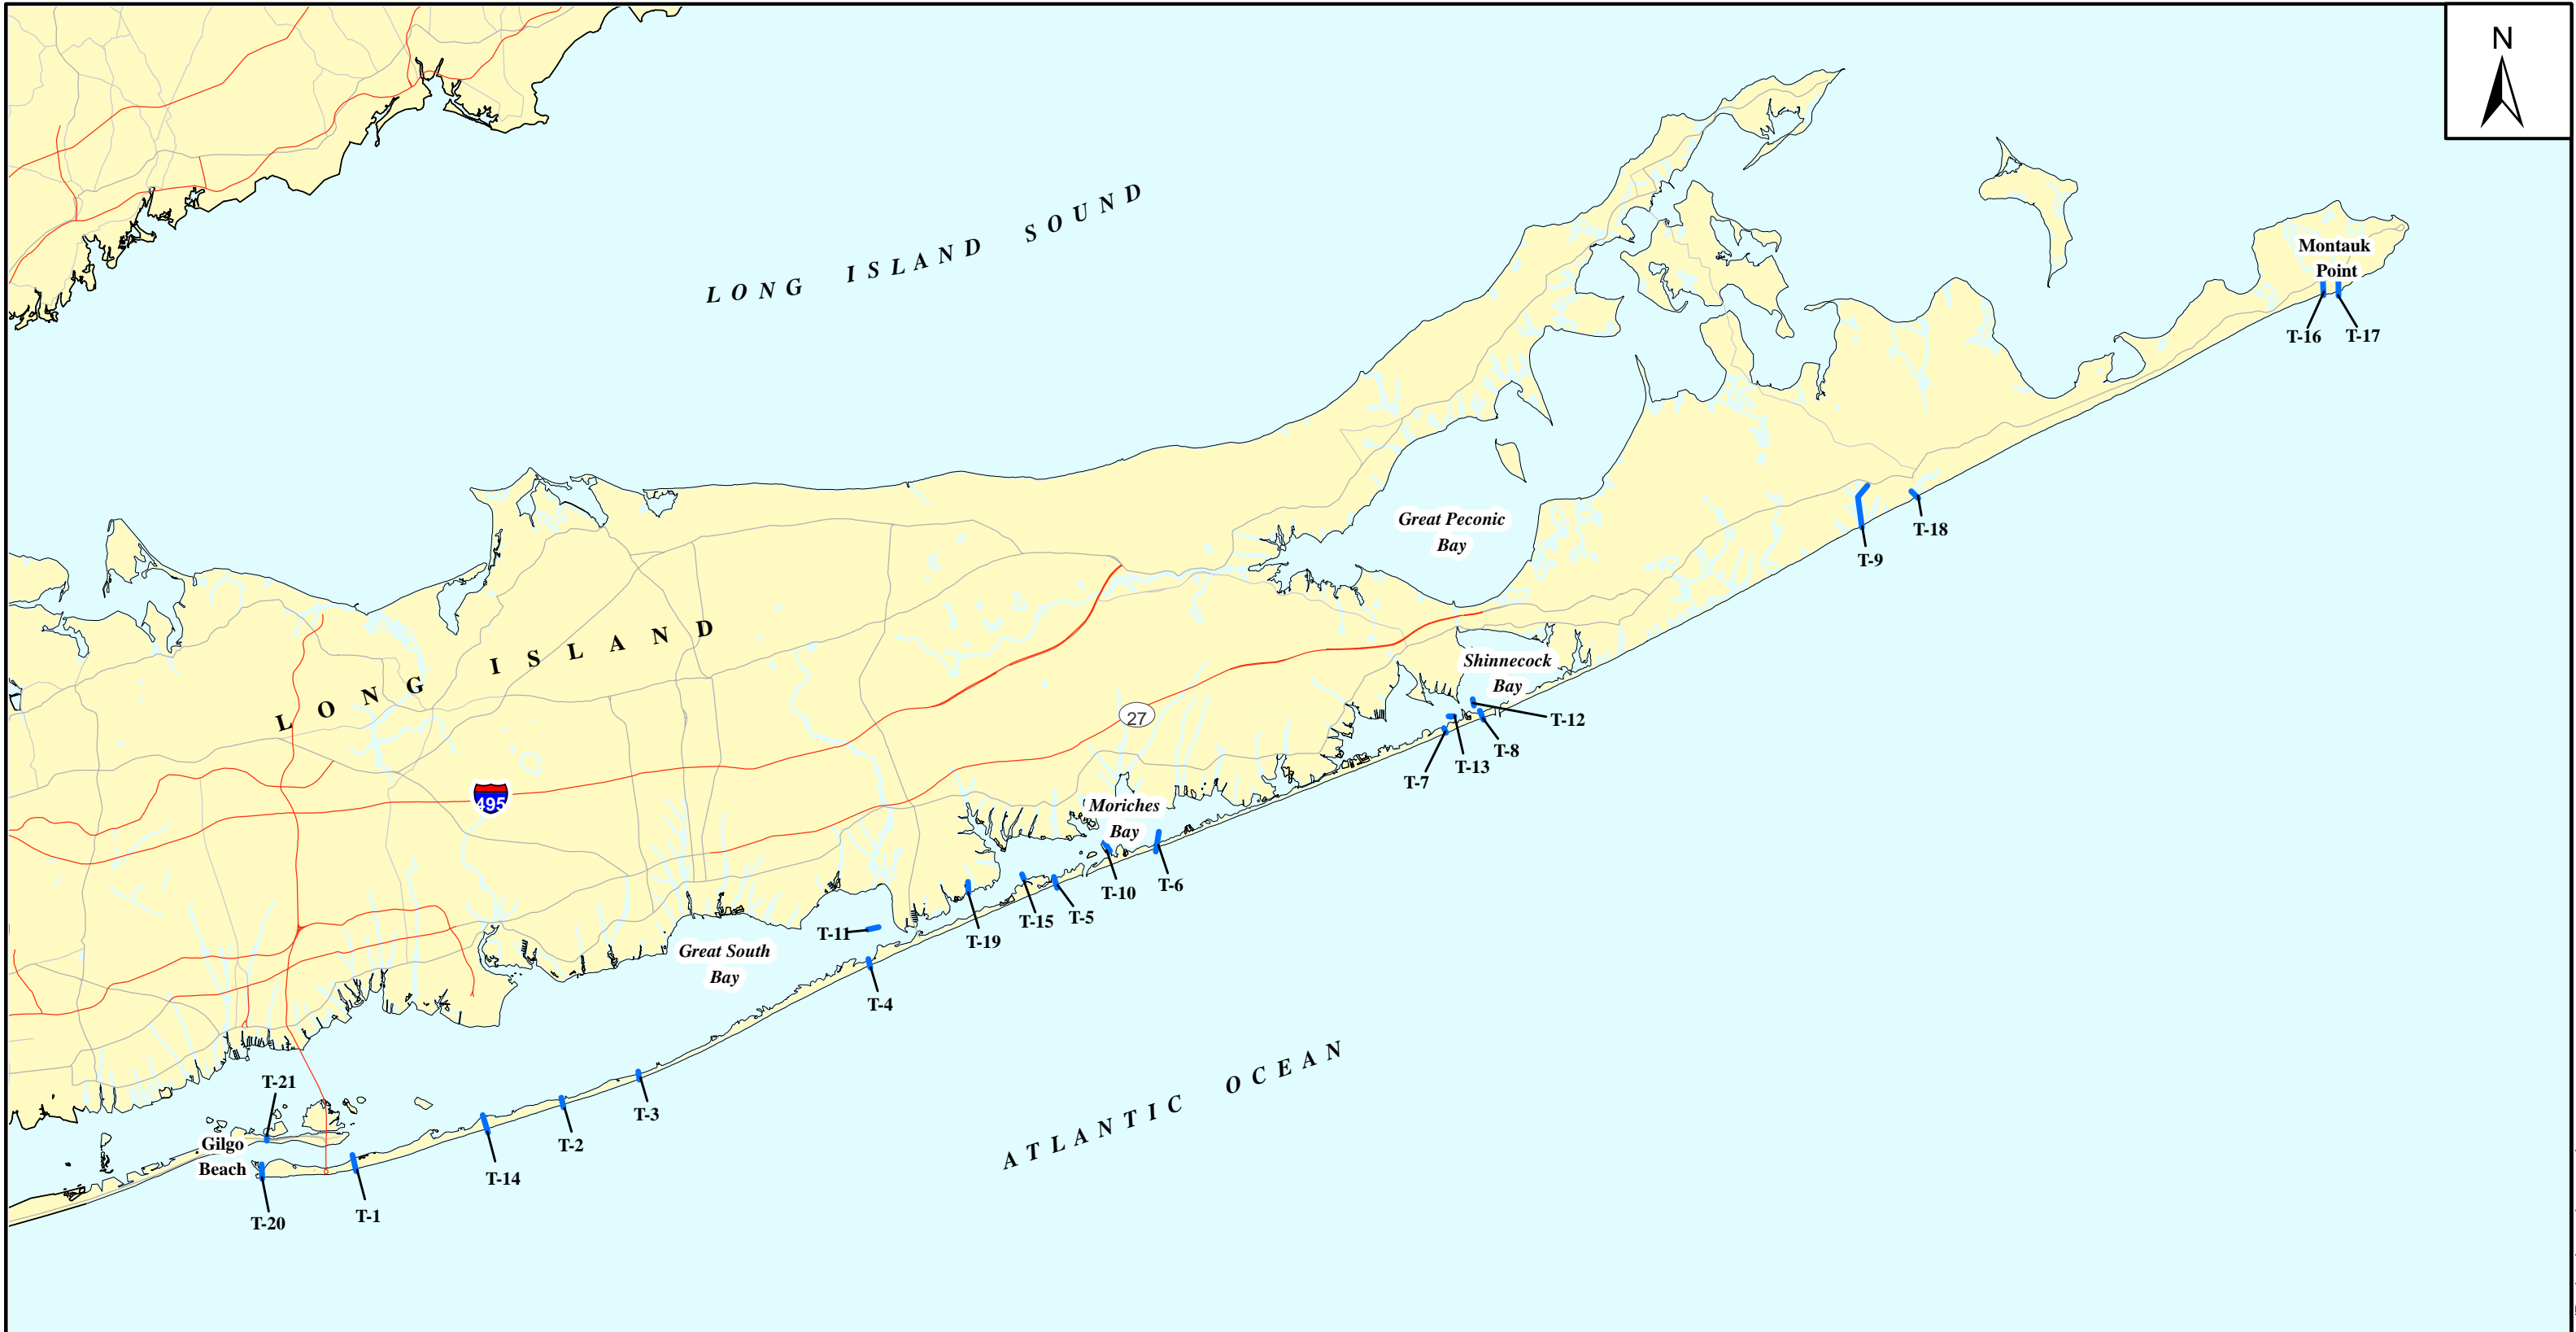 N
LONG ISLAND SOUND
Montauk
Point
T-16
T-17
Great Peconic
Bay
T-18
T-9
LONG ISLAND
Shinnecock
Bay
27
T-12
T-8
T-13
T-7
495
Moriches
Bay
T-6
T-10
T-5
T-15
T-19
T-11
Great South
Bay
T-4
ATLANTIC OCEAN
T-21
T-3
T-2
Gilgo
Beach
T-14
T-1
T-20